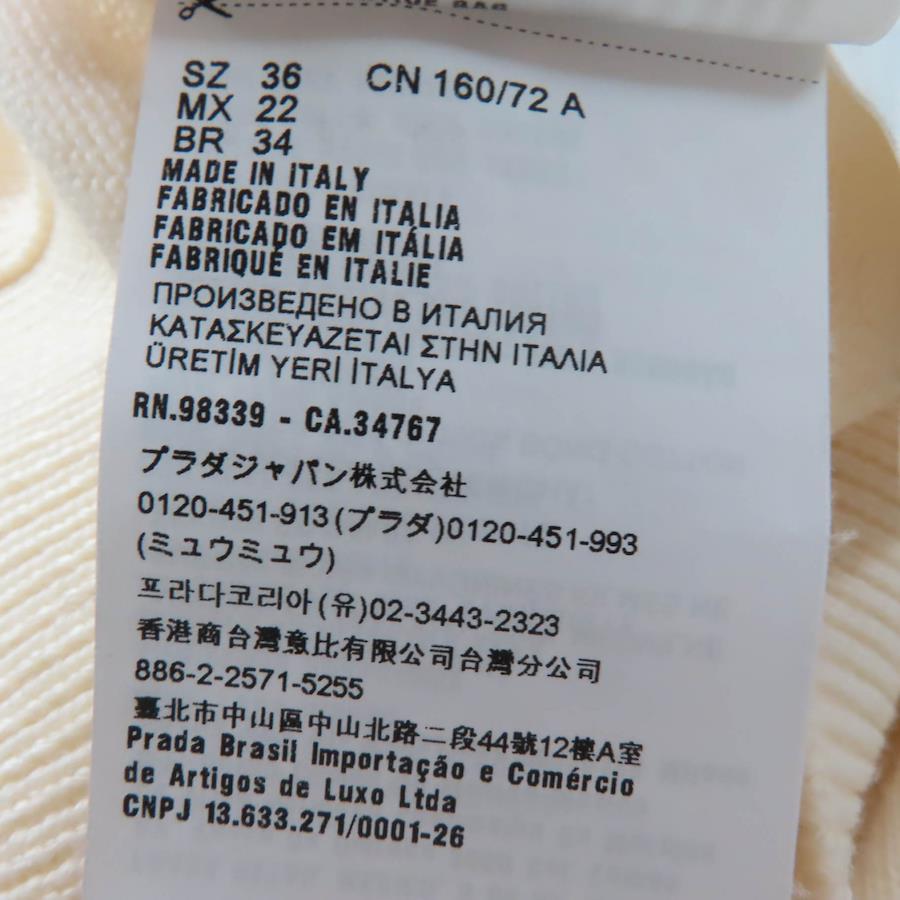 SZ 36 CN 160/72 A
MX 22
BR 34
MADE IN ITALY
FABRICADO EN ITALIA
FABRICADO EM ITÁLIA
FABRIQUÉ EN ITALIE
ПРОИЗВЕДЕНО В ИТАЛИЯ
ΚΑΤΑΣΚΕΥΑΖΕΤΑΙ ΣΤΗΝ ΙΤΑΛΙΑ
ÜRETİM YERİ İTALYA
RN.98339 - CA.34767
プラダジャパン株式会社
0120-451-913(プラダ)0120-451-993
(ミュウミュウ)
프라다코리아(유)02-3443-2323
香港商台灣意比有限公司台灣分公司
886-2-2571-5255
臺北市中山區中山北路二段44號12樓A室
Prada Brasil Importação e Comércio
de Artigos de Luxo Ltda
CNPJ 13.633.271/0001-26